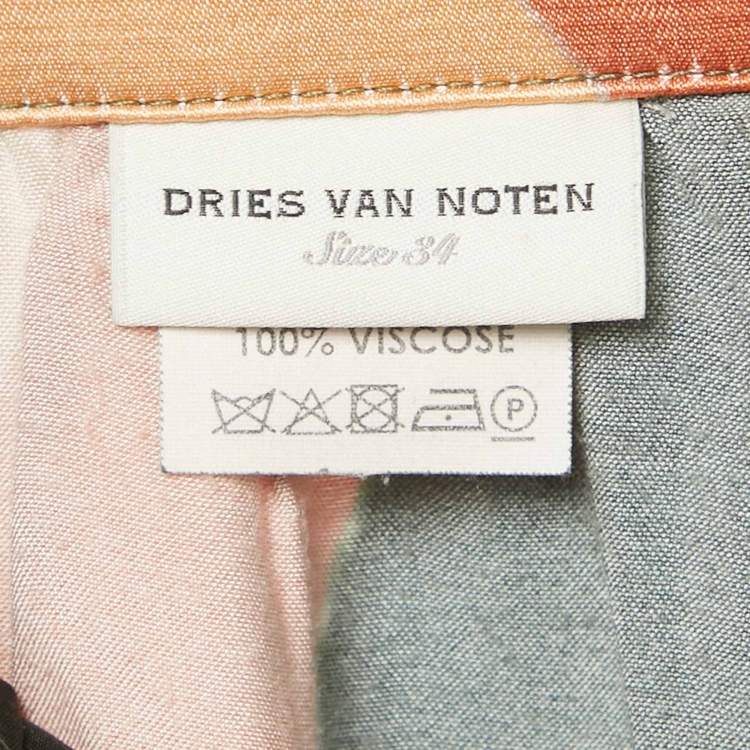 DRIES VAN NOTEN
Size 34
100% VISCOSE
P